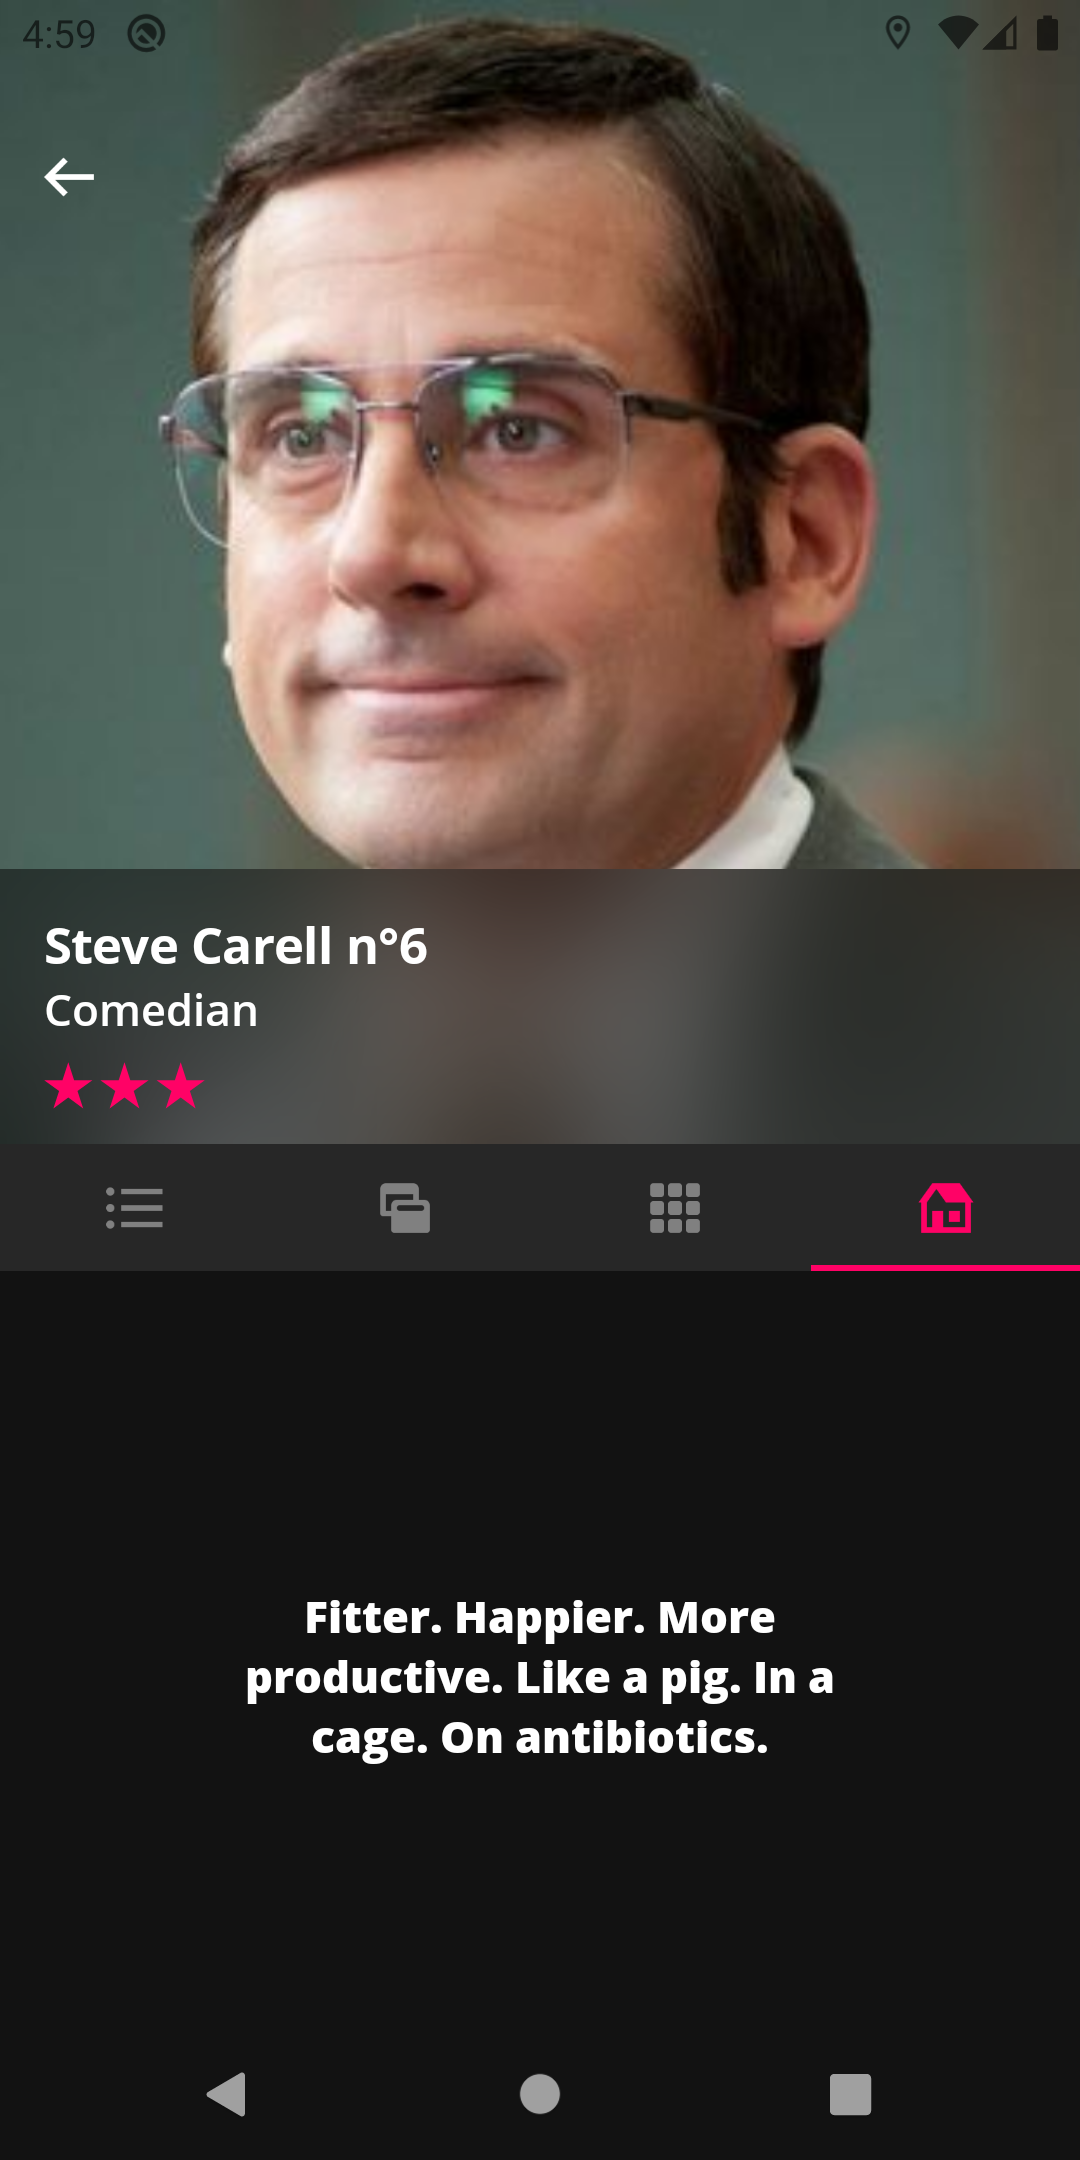 4:59
Steve Carell n°6
Comedian
Fitter. Happier. More
productive. Like a pig. In a
cage. On antibiotics.